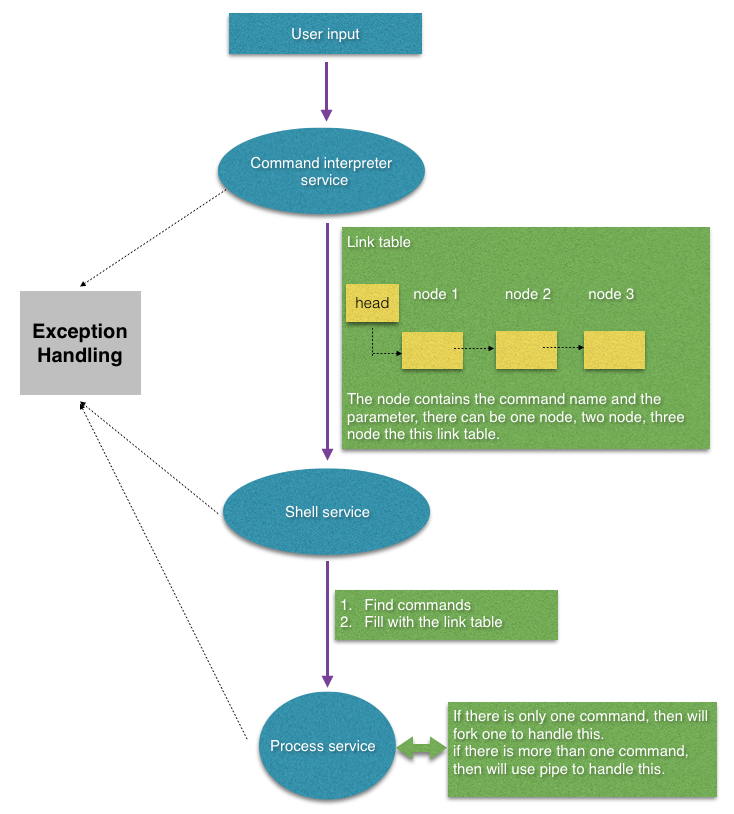 User input
Command interpreter
service
Link table
head
node 1
node 2
node 3
Exception
Handling
The node contains the command name and the
parameter, there can be one node, two node, three
node the this link table.
Shell service
1. Find commands
2. Fill with the link table
Process service
If there is only one command, then will
fork one to handle this.
if there is more than one command,
then will use pipe to handle this.